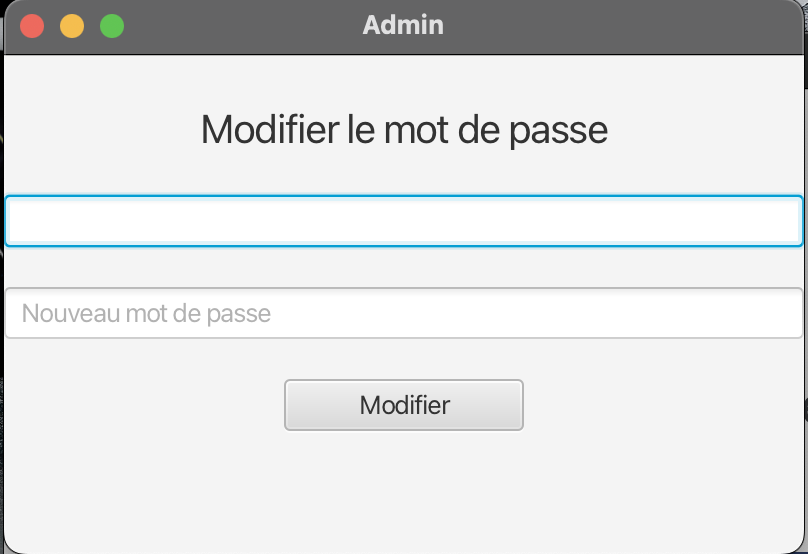 Admin
Modifier le mot de passe
Nouveau mot de passe
Modifier